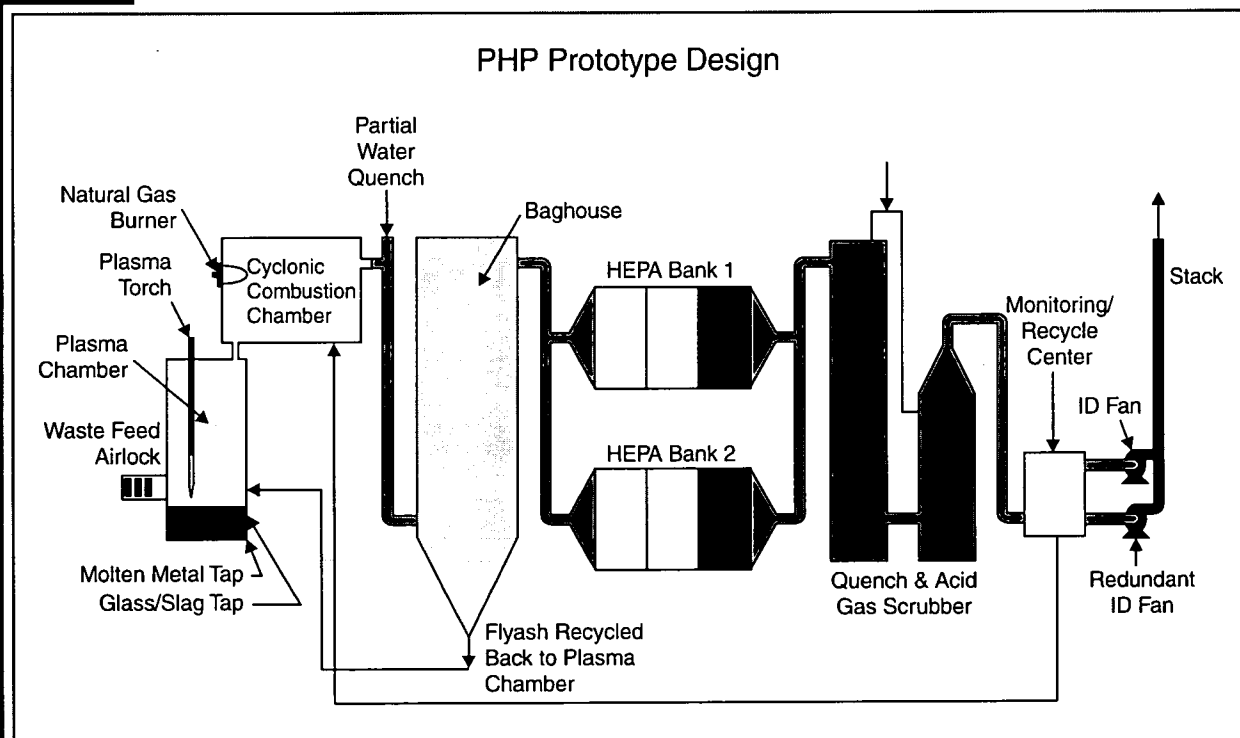 PHP Prototype Design
Partial
Water
Quench
Natural Gas
Burner
Baghouse
Plasma
Torch
Cyclonic
Combustion
Chamber
HEPA Bank 1
Stack
Monitoring/
Recycle
Center
Plasma
Chamber
ID Fan
Waste Feed
Airlock
HEPA Bank 2
Molten Metal Tap
Glass/Slag Tap
Quench & Acid
Gas Scrubber
Redundant
ID Fan
Flyash Recycled
Back to Plasma
Chamber